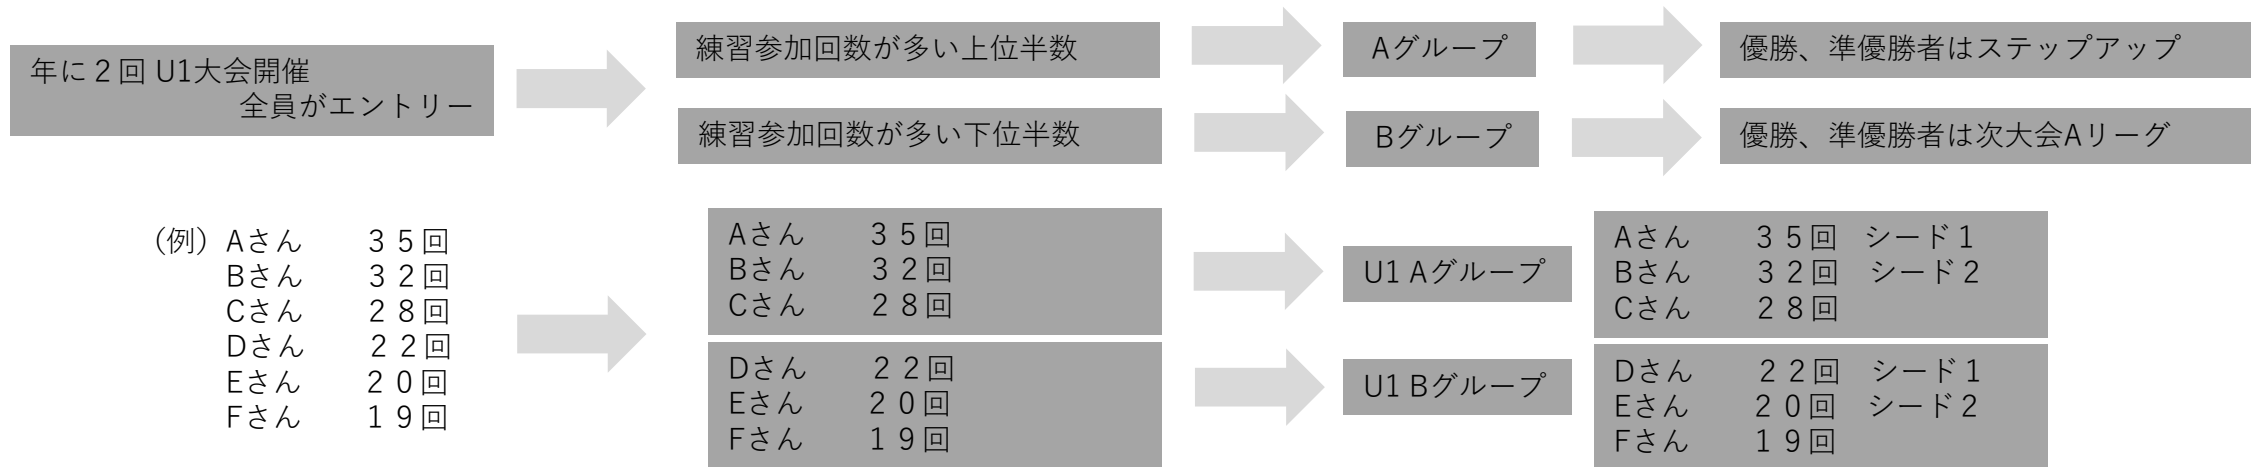 年に２回 U1大会開催
全員がエントリー
練習参加回数が多い上位半数
Aグループ
優勝、準優勝者はステップアップ
練習参加回数が多い下位半数
Bグループ
優勝、準優勝者は次大会Aリーグ
（例）Aさん　３５回
Bさん　３２回
Cさん　２８回
Dさん　２２回
Eさん　２０回
Fさん　１９回
Aさん　３５回
Bさん　３２回
Cさん　２８回
U1 Aグループ
Aさん　３５回　シード１
Bさん　３２回　シード２
Cさん　２８回
Dさん　２２回
Eさん　２０回
Fさん　１９回
U1 Bグループ
Dさん　２２回　シード１
Eさん　２０回　シード２
Fさん　１９回